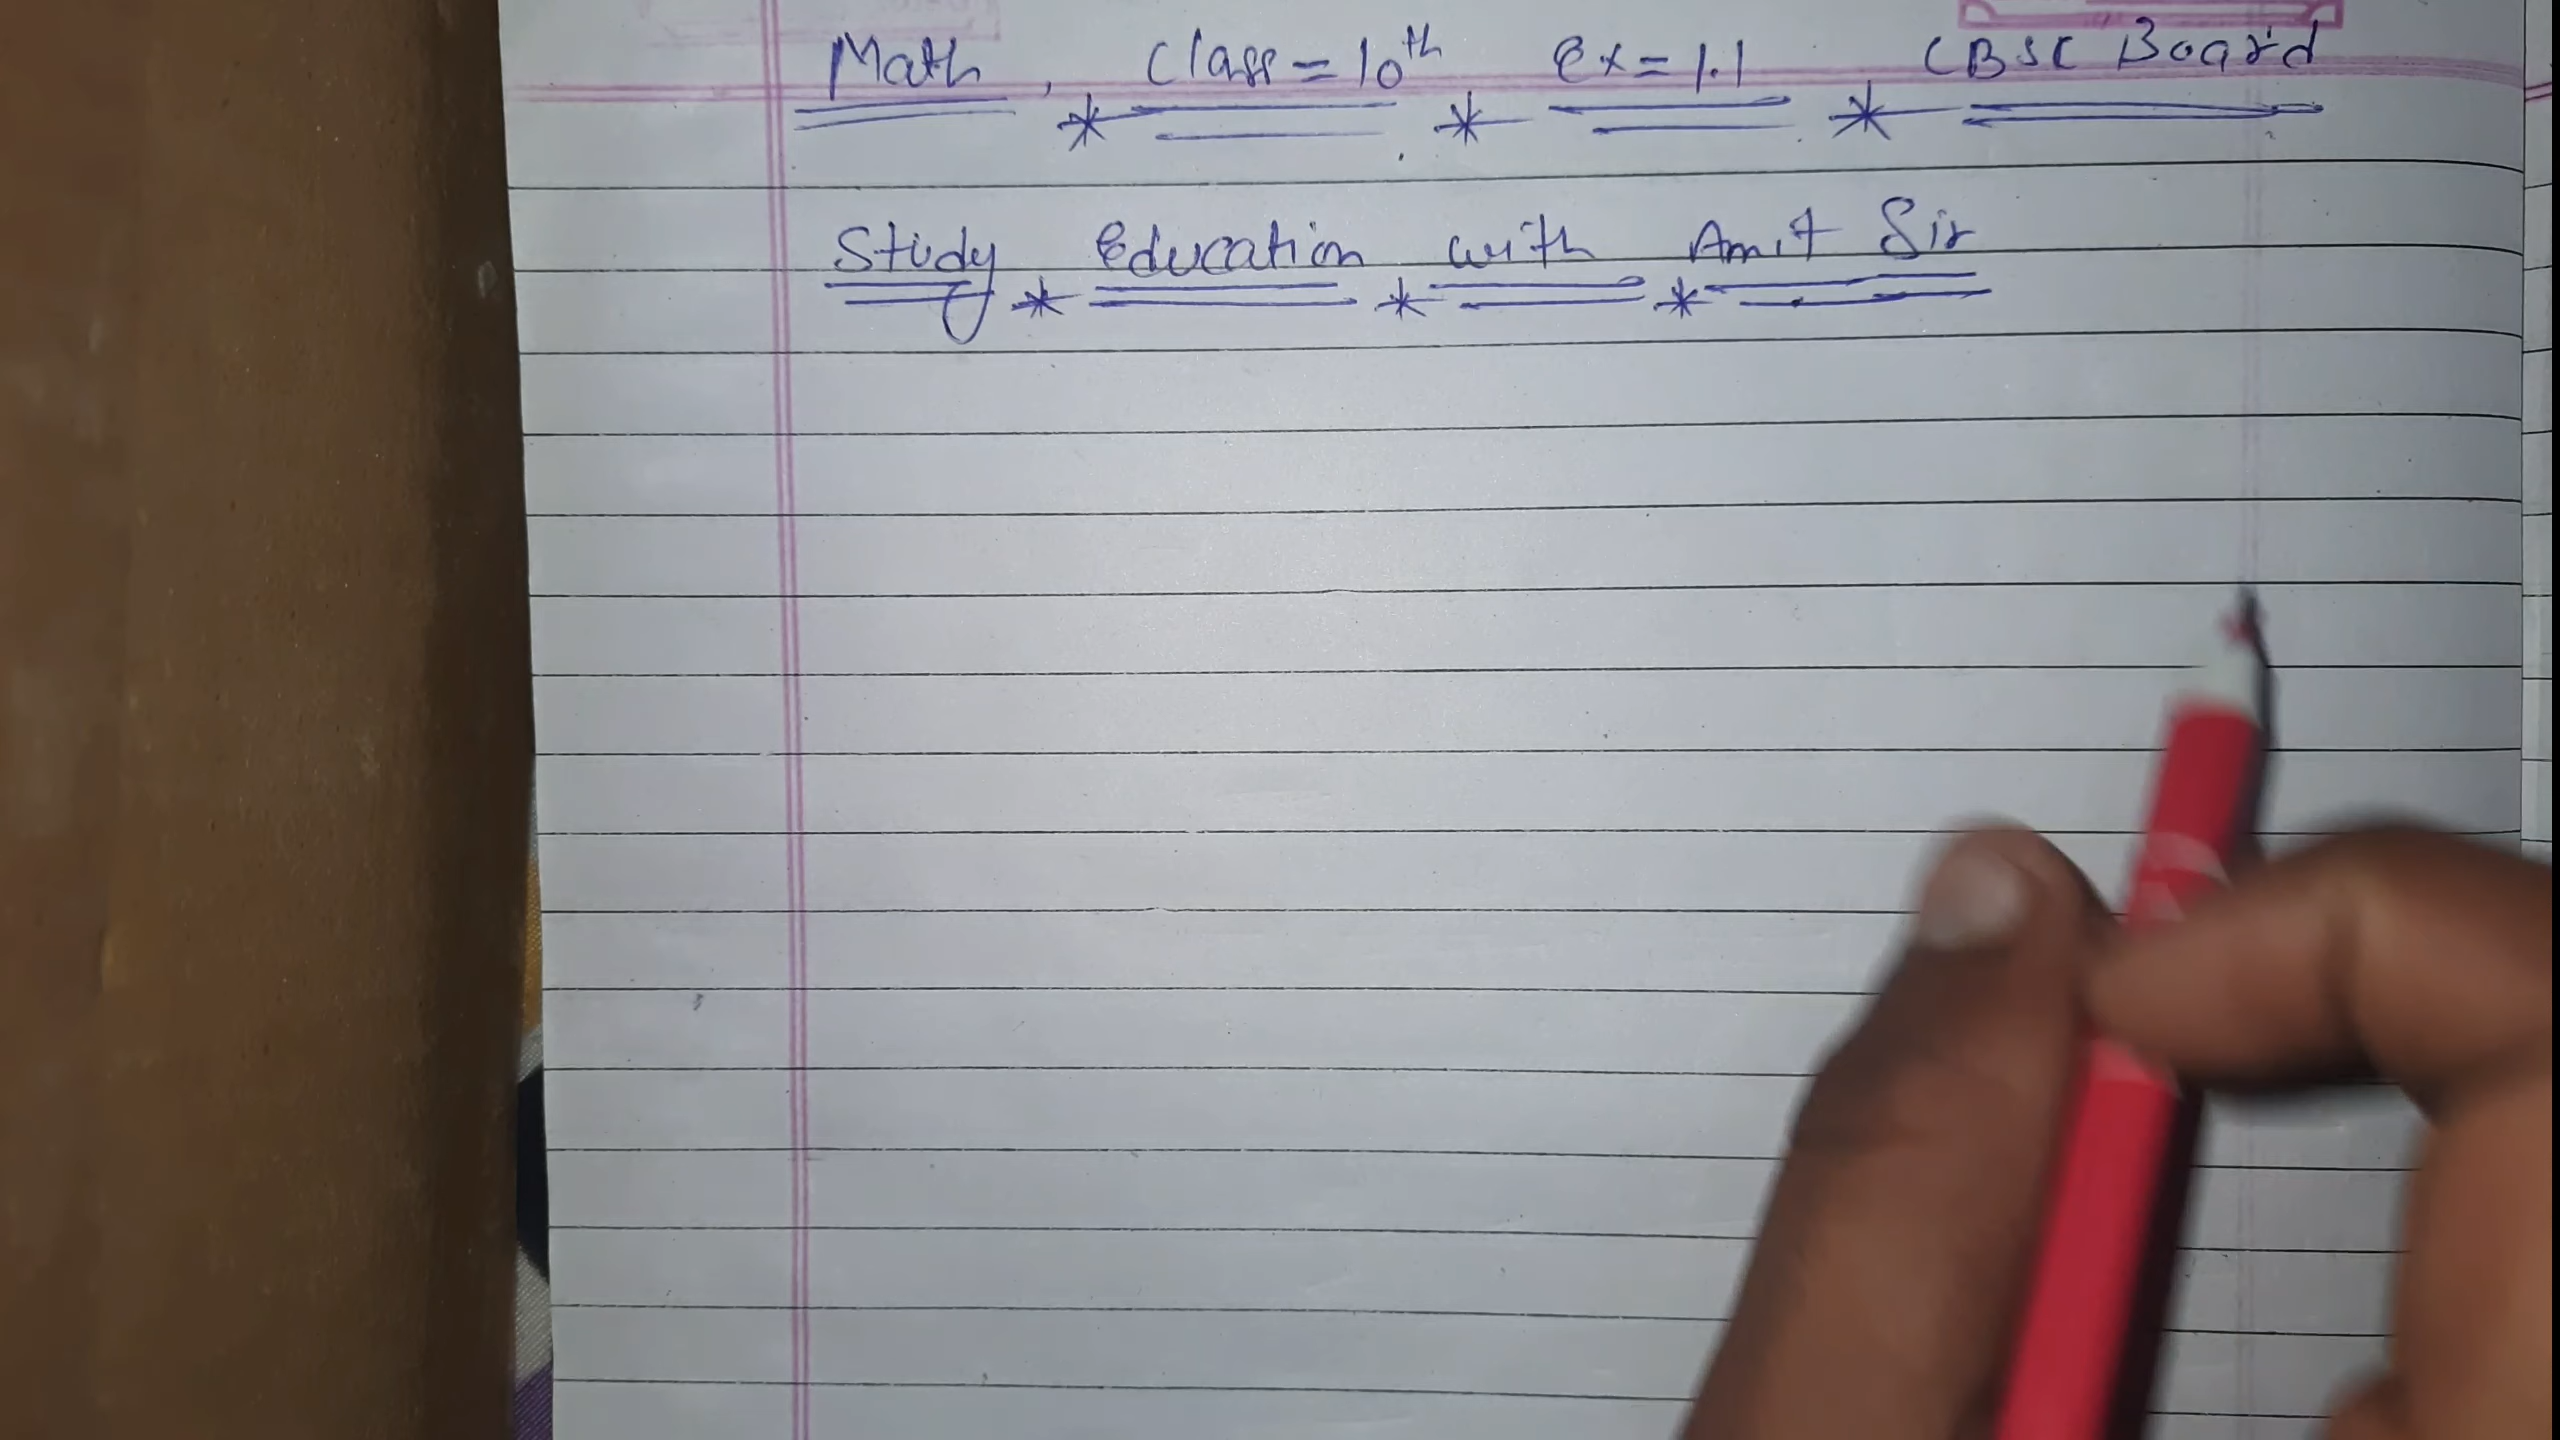 Math, Class = 10th Ex = 1.1 CBSC Board
Study Education with Amit Sir